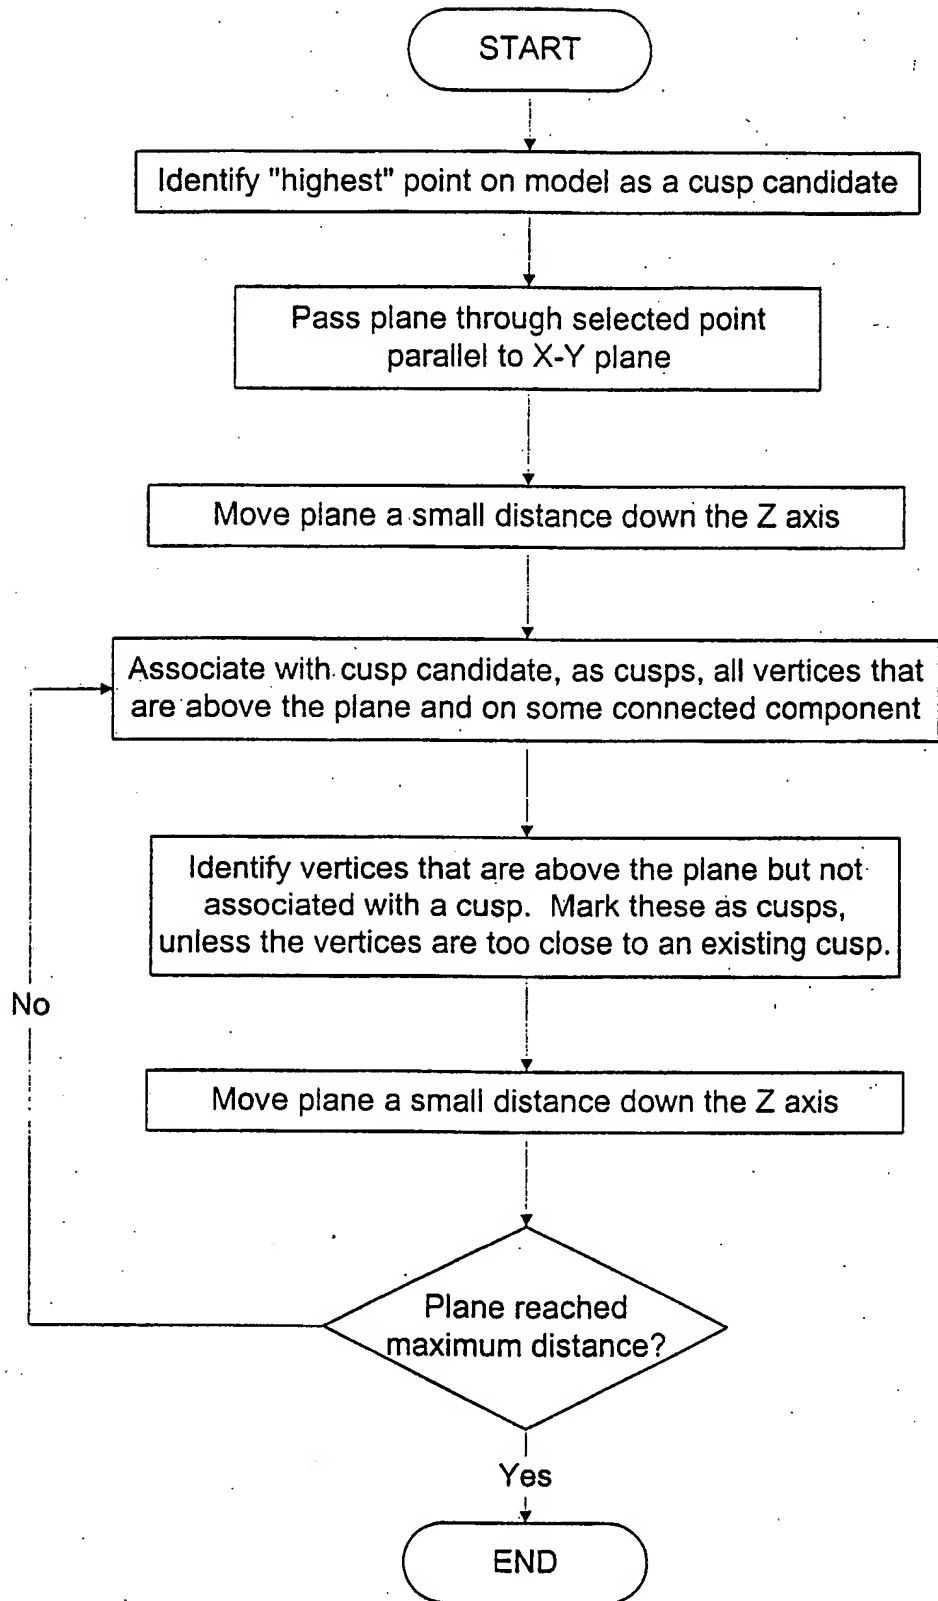 START
Identify "highest" point on model as a cusp candidate
Pass plane through selected point
parallel to X-Y plane
Move plane a small distance down the Z axis
Associate with cusp candidate, as cusps, all vertices that
are above the plane and on some connected component
Identify vertices that are above the plane but not
associated with a cusp. Mark these as cusps,
unless the vertices are too close to an existing cusp.
No
Move plane a small distance down the Z axis
Plane reached
maximum distance?
Yes
END